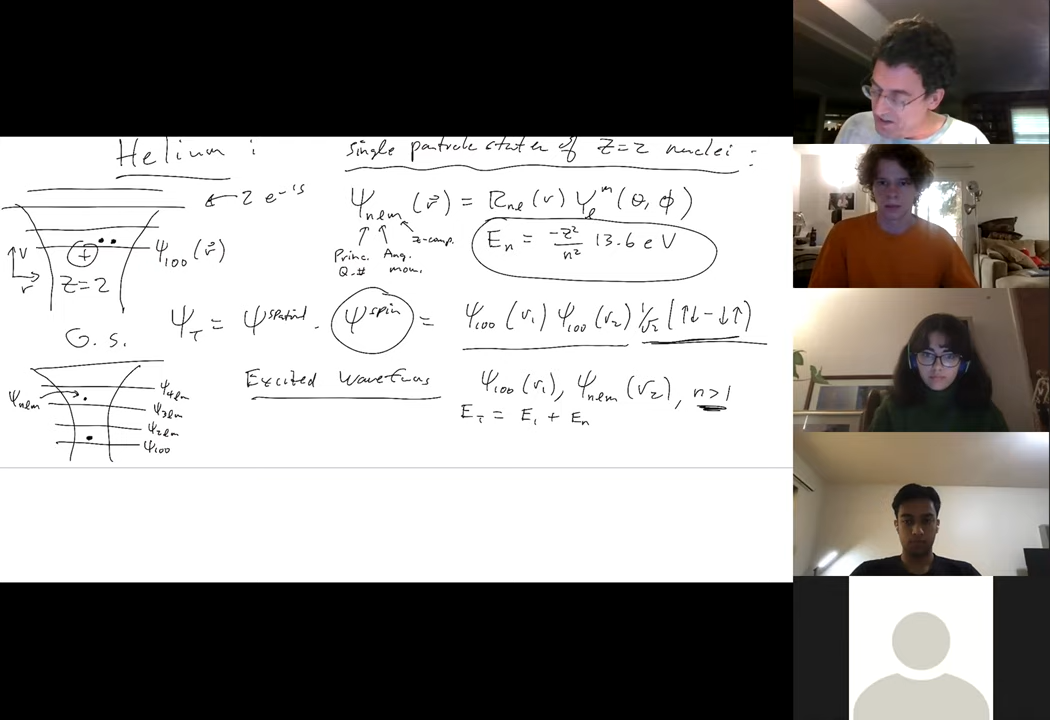 Helium :
single particle states of Z=2 nuclei :
← 2 e⁻'s
Ψnlm (r⃗) = Rnl (r) Yₗᵐ (θ, ϕ)
Princ. Q.#
Ang. mom.
z-comp.
En = -Z²/n² 13.6 eV
V
r
+
Z=2
Ψ100 (r⃗)
G.S.
ΨT = Ψspatial · Ψspin = Ψ100 (r1) Ψ100 (r2) 1/√2 [↑↓ - ↓↑]
Excited Wavefuns
Ψ100 (r1), Ψnlm (r2), n>1
ET = E1 + En
Ψnlm
Ψ4lm
Ψ3lm
Ψ2lm
Ψ100